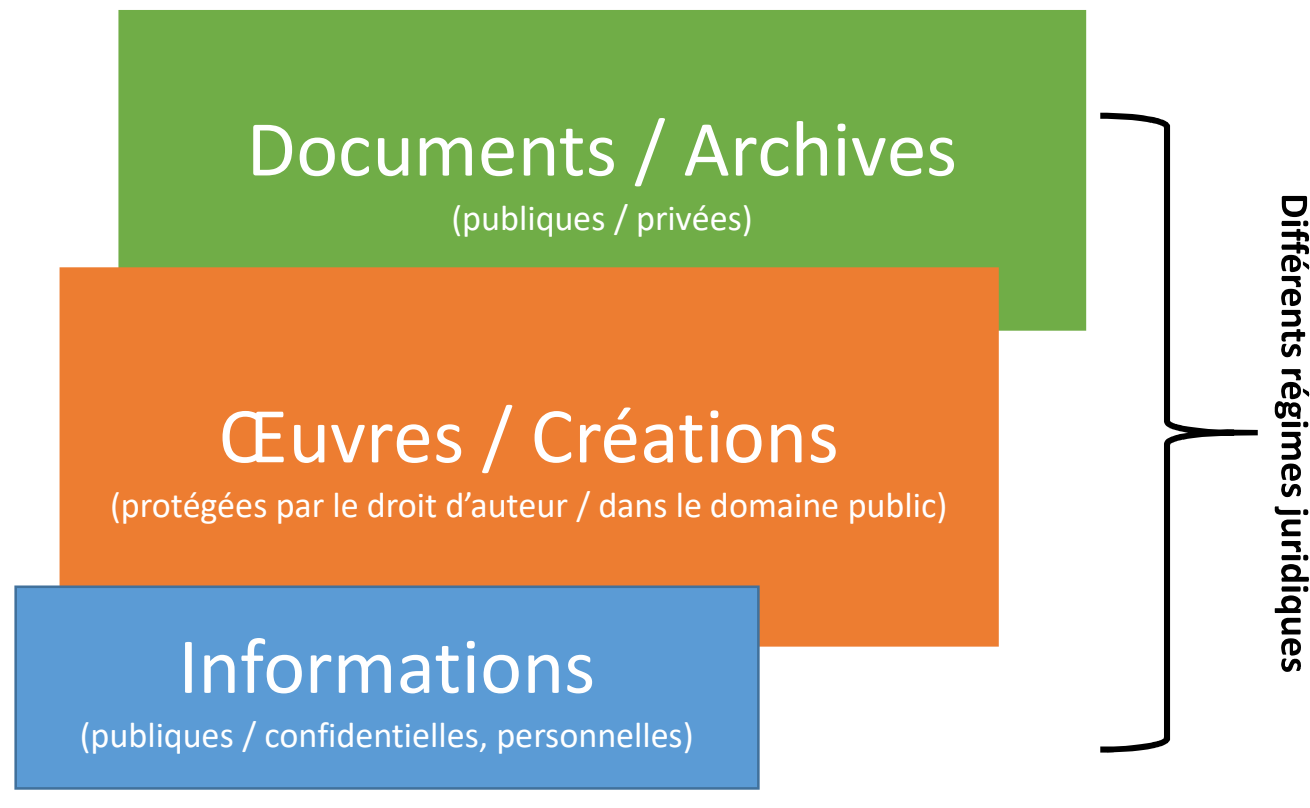 Documents / Archives
(publiques / privées)
Œuvres / Créations
(protégées par le droit d’auteur / dans le domaine public)
Informations
(publiques / confidentielles, personnelles)
Différents régimes juridiques